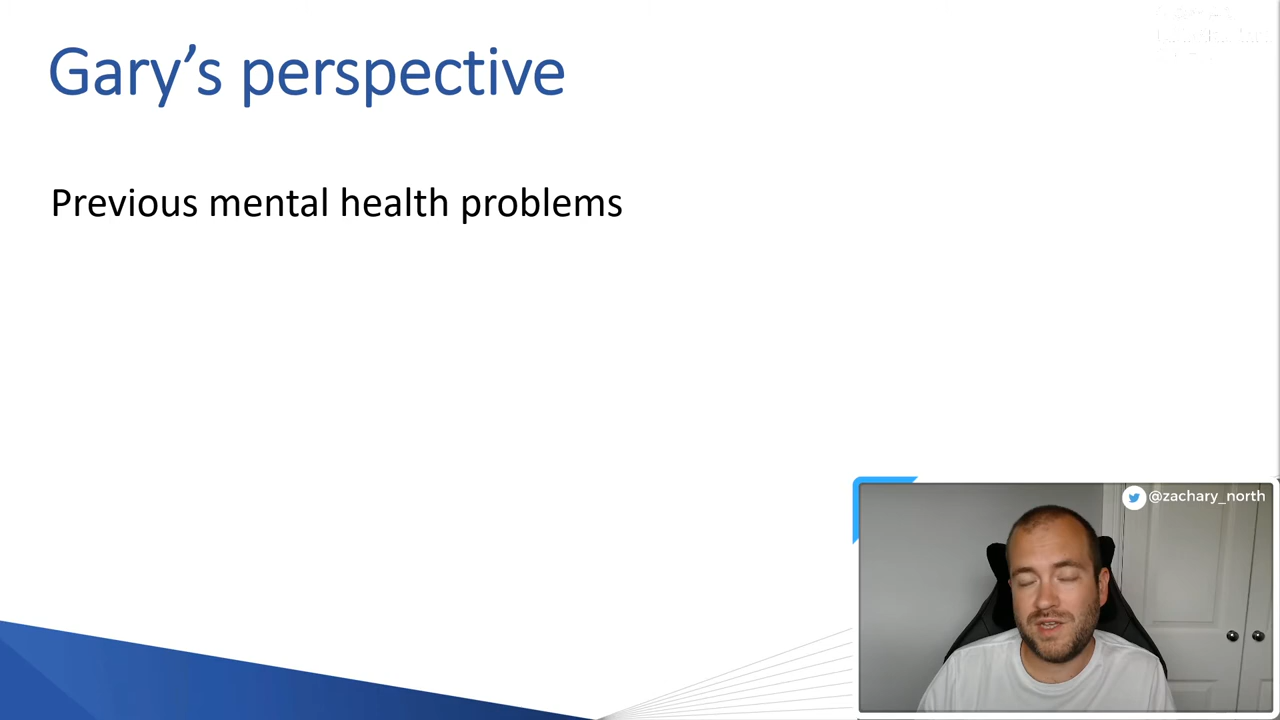 Gary’s perspective
Previous mental health problems
@zachary_north